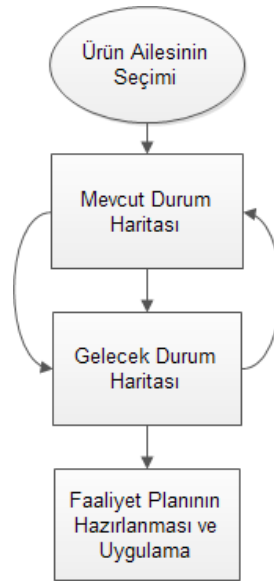 Ürün Ailesinin
Seçimi
Mevcut Durum
Haritası
Gelecek Durum
Haritası
Faaliyet Planının
Hazırlanması ve
Uygulama